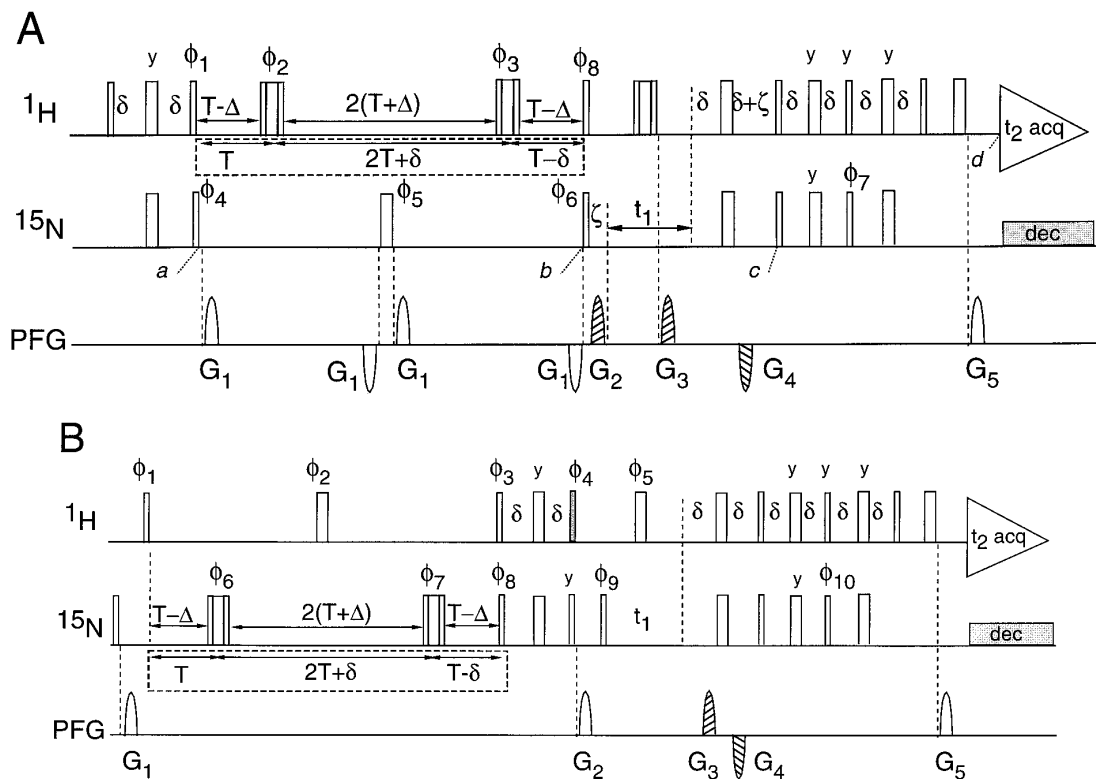 A
y ϕ1 ϕ2 ϕ3 ϕ8 y y y
1H δ δ T-Δ 2(T+Δ) T-Δ δ δ+ζ δ δ δ δ t2 acq
T 2T+δ T-δ d
ϕ4 ϕ5 ϕ6 ζ t1 y ϕ7
15N dec
a b c
PFG
G1 G1 G1 G1 G2 G3 G4 G5
B
ϕ1 ϕ2 ϕ3 y ϕ4 ϕ5 y y y
1H δ δ δ δ δ δ δ δ t2 acq
ϕ6 ϕ7 ϕ8 y ϕ9 y ϕ10
15N T-Δ 2(T+Δ) T-Δ t1 dec
T 2T+δ T-δ
PFG
G1 G2 G3 G4 G5